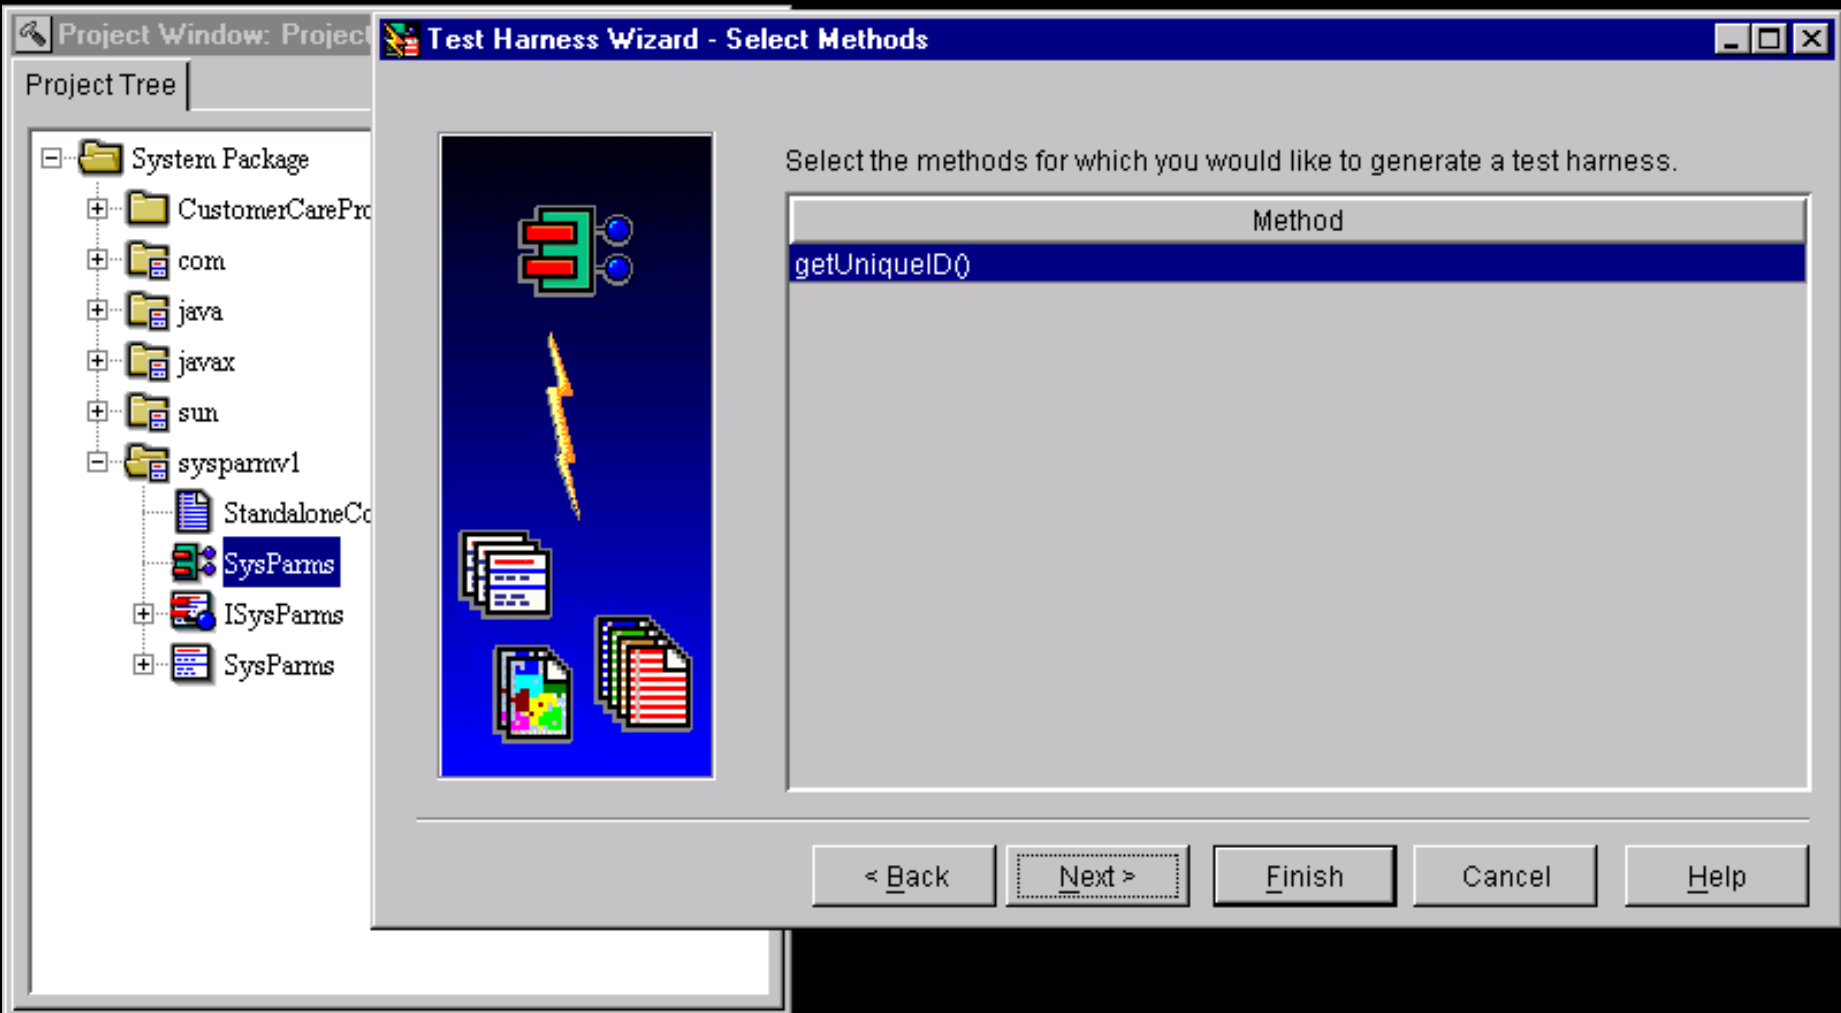 Project Window: Project
Project Tree
System Package
CustomerCarePro
com
java
javax
sun
sysparmv1
StandaloneCo
SysParms
ISysParms
SysParms
Test Harness Wizard - Select Methods
Select the methods for which you would like to generate a test harness.
Method
getUniqueID()
< Back Next > Finish Cancel Help